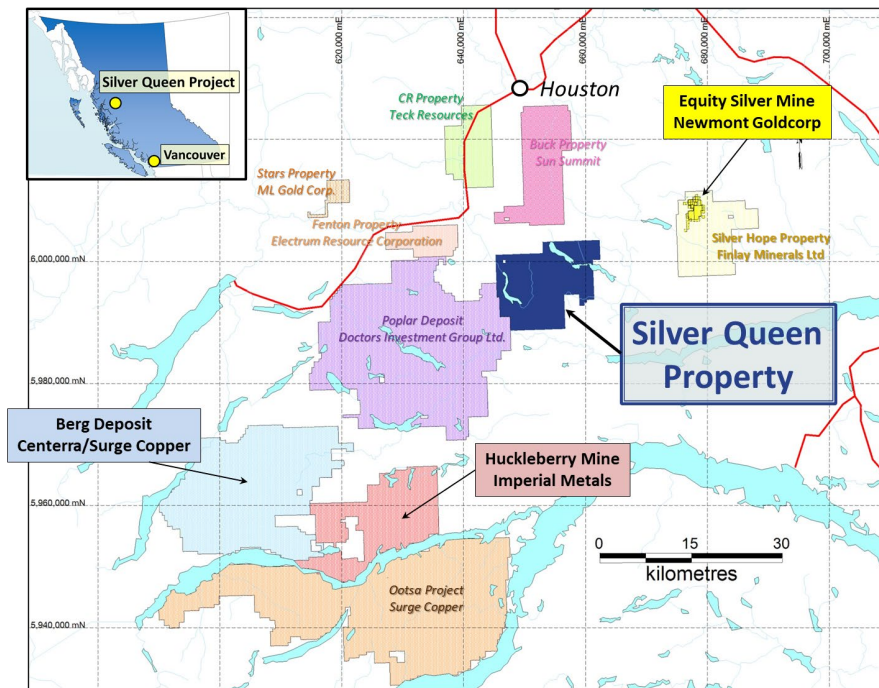 620,000 mE
640,000 mE
660,000 mE
680,000 mE
700,000 mE
Silver Queen Project
Vancouver
Houston
CR Property
Teck Resources
Buck Property
Sun Summit
Equity Silver Mine
Newmont Goldcorp
Stars Property
ML Gold Corp.
Fenton Property
Electrum Resource Corporation
Silver Hope Property
Finlay Minerals Ltd
6,000,000 mN
Poplar Deposit
Doctors Investment Group Ltd.
Silver Queen
Property
5,980,000 mN
Berg Deposit
Centerra/Surge Copper
Huckleberry Mine
Imperial Metals
5,960,000 mN
0 15 30
kilometres
Ootsa Project
Surge Copper
5,940,000 mN